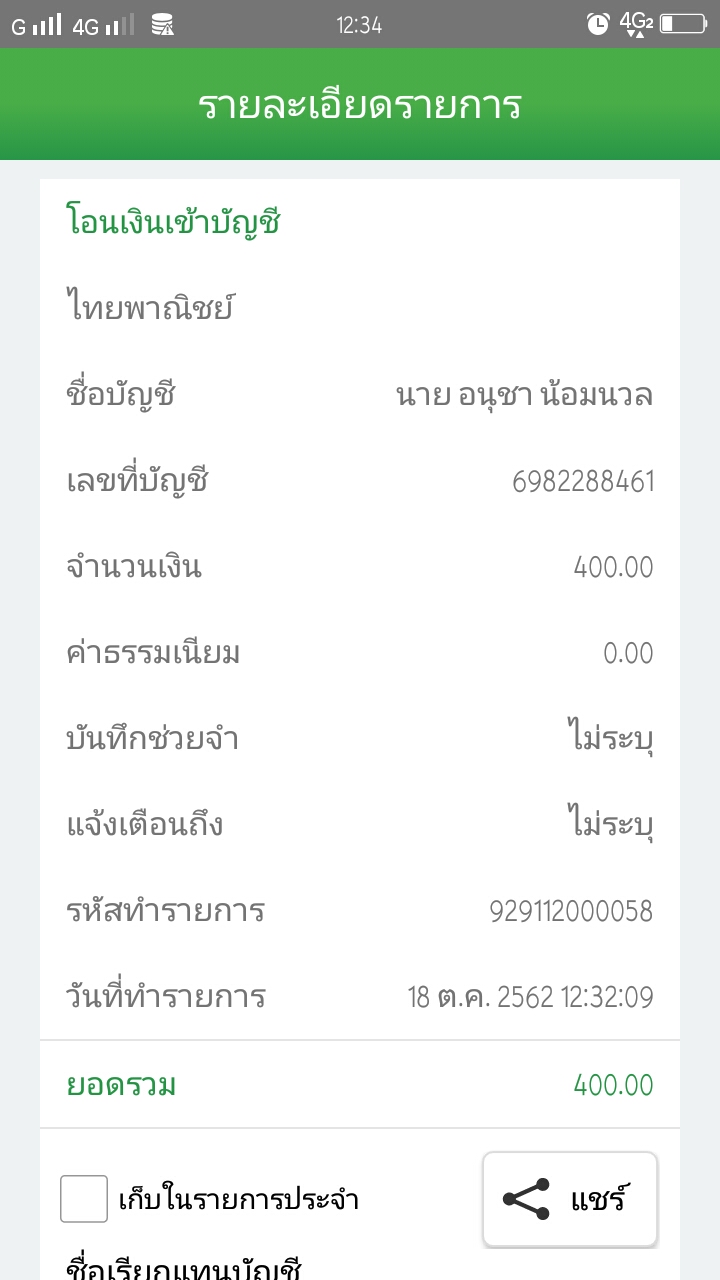 G 4G 12:34 4G2
รายละเอียดรายการ
โอนเงินเข้าบัญชี
ไทยพาณิชย์
ชื่อบัญชี นาย อนุชา น้อมนวล
เลขที่บัญชี 6982288461
จำนวนเงิน 400.00
ค่าธรรมเนียม 0.00
บันทึกช่วยจำ ไม่ระบุ
แจ้งเตือนถึง ไม่ระบุ
รหัสทำรายการ 929112000058
วันที่ทำรายการ 18 ต.ค. 2562 12:32:09
ยอดรวม 400.00
เก็บในรายการประจำ แชร์
ชื่อเรียกแทนบัญชี